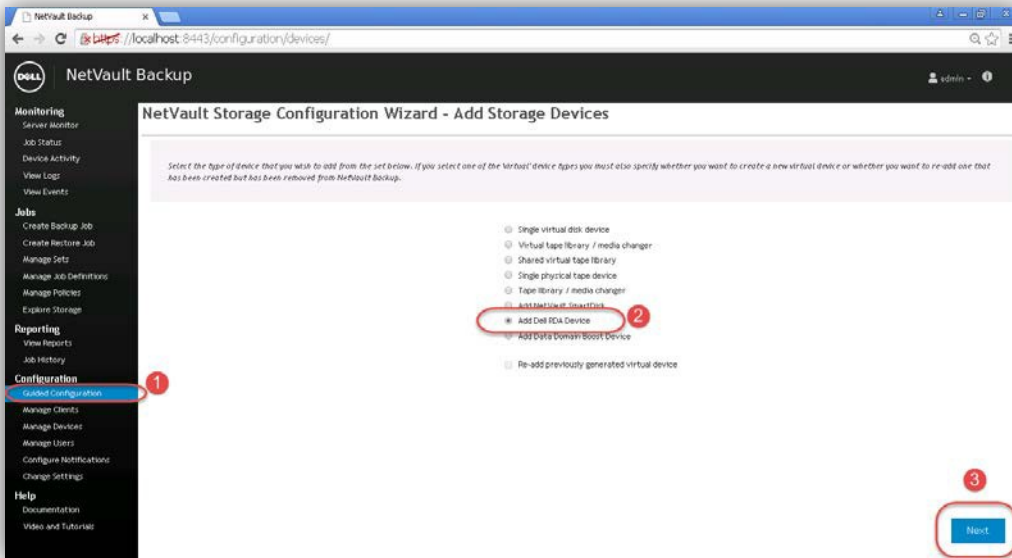 NetVault Backup
https://localhost:8443/configuration/devices/
DELL
NetVault Backup
admin
Monitoring
Server Monitor
Job Status
Device Activity
View Logs
View Events
Jobs
Create Backup Job
Create Restore Job
Manage Sets
Manage Job Definitions
Manage Policies
Explore Storage
Reporting
View Reports
Job History
Configuration
Guided Configuration
1
Manage Clients
Manage Devices
Manage Users
Configure Notifications
Change Settings
Help
Documentation
Video and Tutorials
NetVault Storage Configuration Wizard - Add Storage Devices
Select the type of device that you wish to add from the set below. If you select one of the 'Virtual' device types you must also specify whether you want to create a new virtual device or whether you want to re-add one that
has been created but has been removed from NetVault Backup.
Single virtual disk device
Virtual tape library / media changer
Shared virtual tape library
Single physical tape device
Tape library / media changer
Add NetVault SmartDisk
Add Dell RDA Device
2
Add Data Domain Boost Device
Re-add previously generated virtual device
3
Next